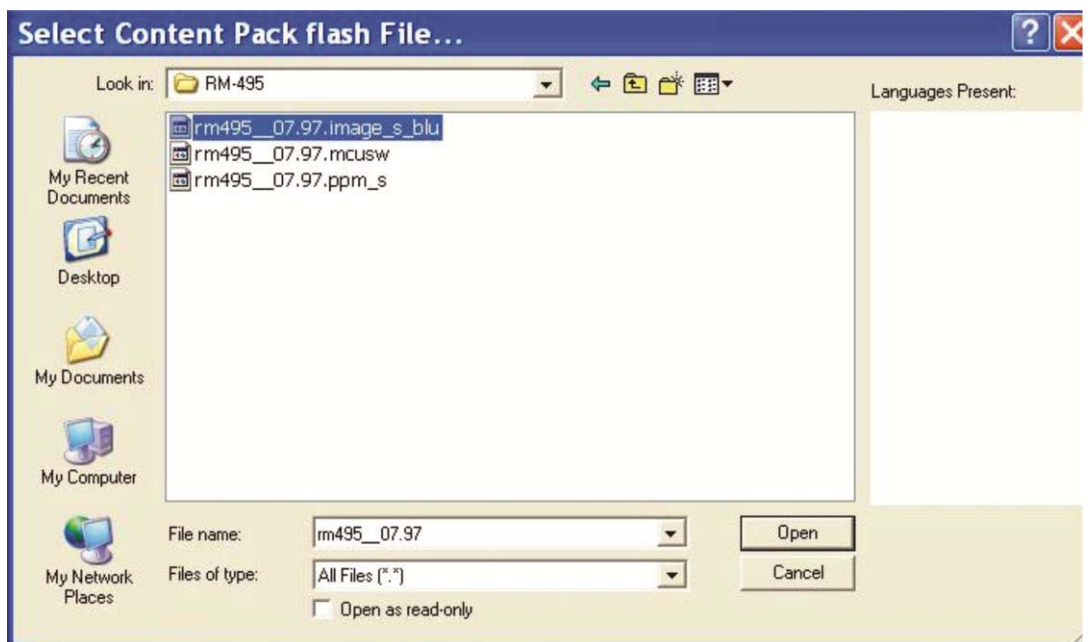 Select Content Pack flash File...
Look in: RM-495
Languages Present:
rm495__07.97.image_s_blu
rm495__07.97.mcusw
rm495__07.97.ppm_s
My Recent
Documents
Desktop
My Documents
My Computer
My Network
Places
File name: rm495__07.97 Open
Files of type: All Files (*.*) Cancel
Open as read-only